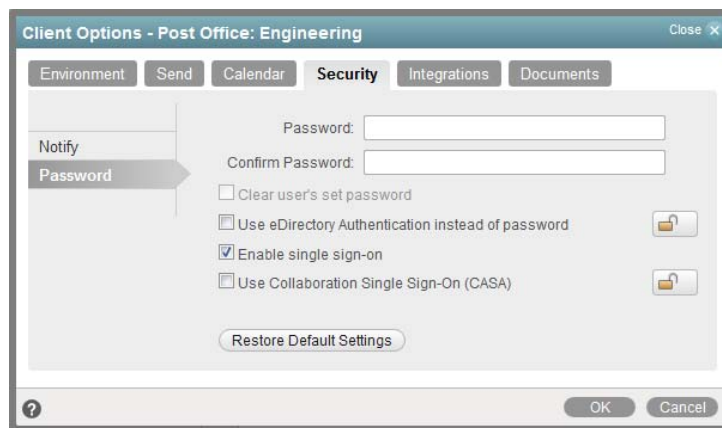 Client Options - Post Office: Engineering
Close x
Environment Send Calendar Security Integrations Documents
Notify
Password
Password:
Confirm Password:
Clear user's set password
Use eDirectory Authentication instead of password
Enable single sign-on
Use Collaboration Single Sign-On (CASA)
Restore Default Settings
? OK Cancel